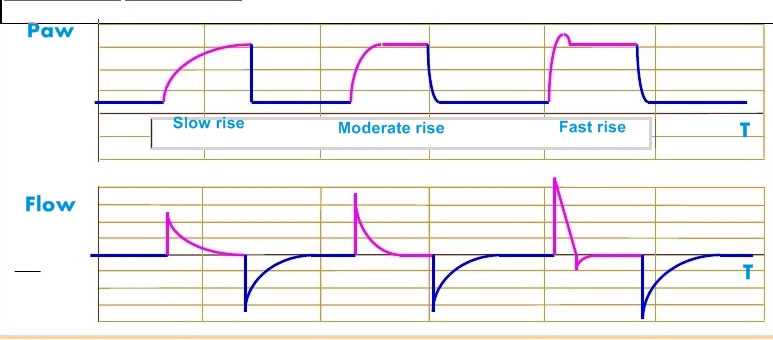 Paw
Slow rise
Moderate rise
Fast rise
T
Flow
T